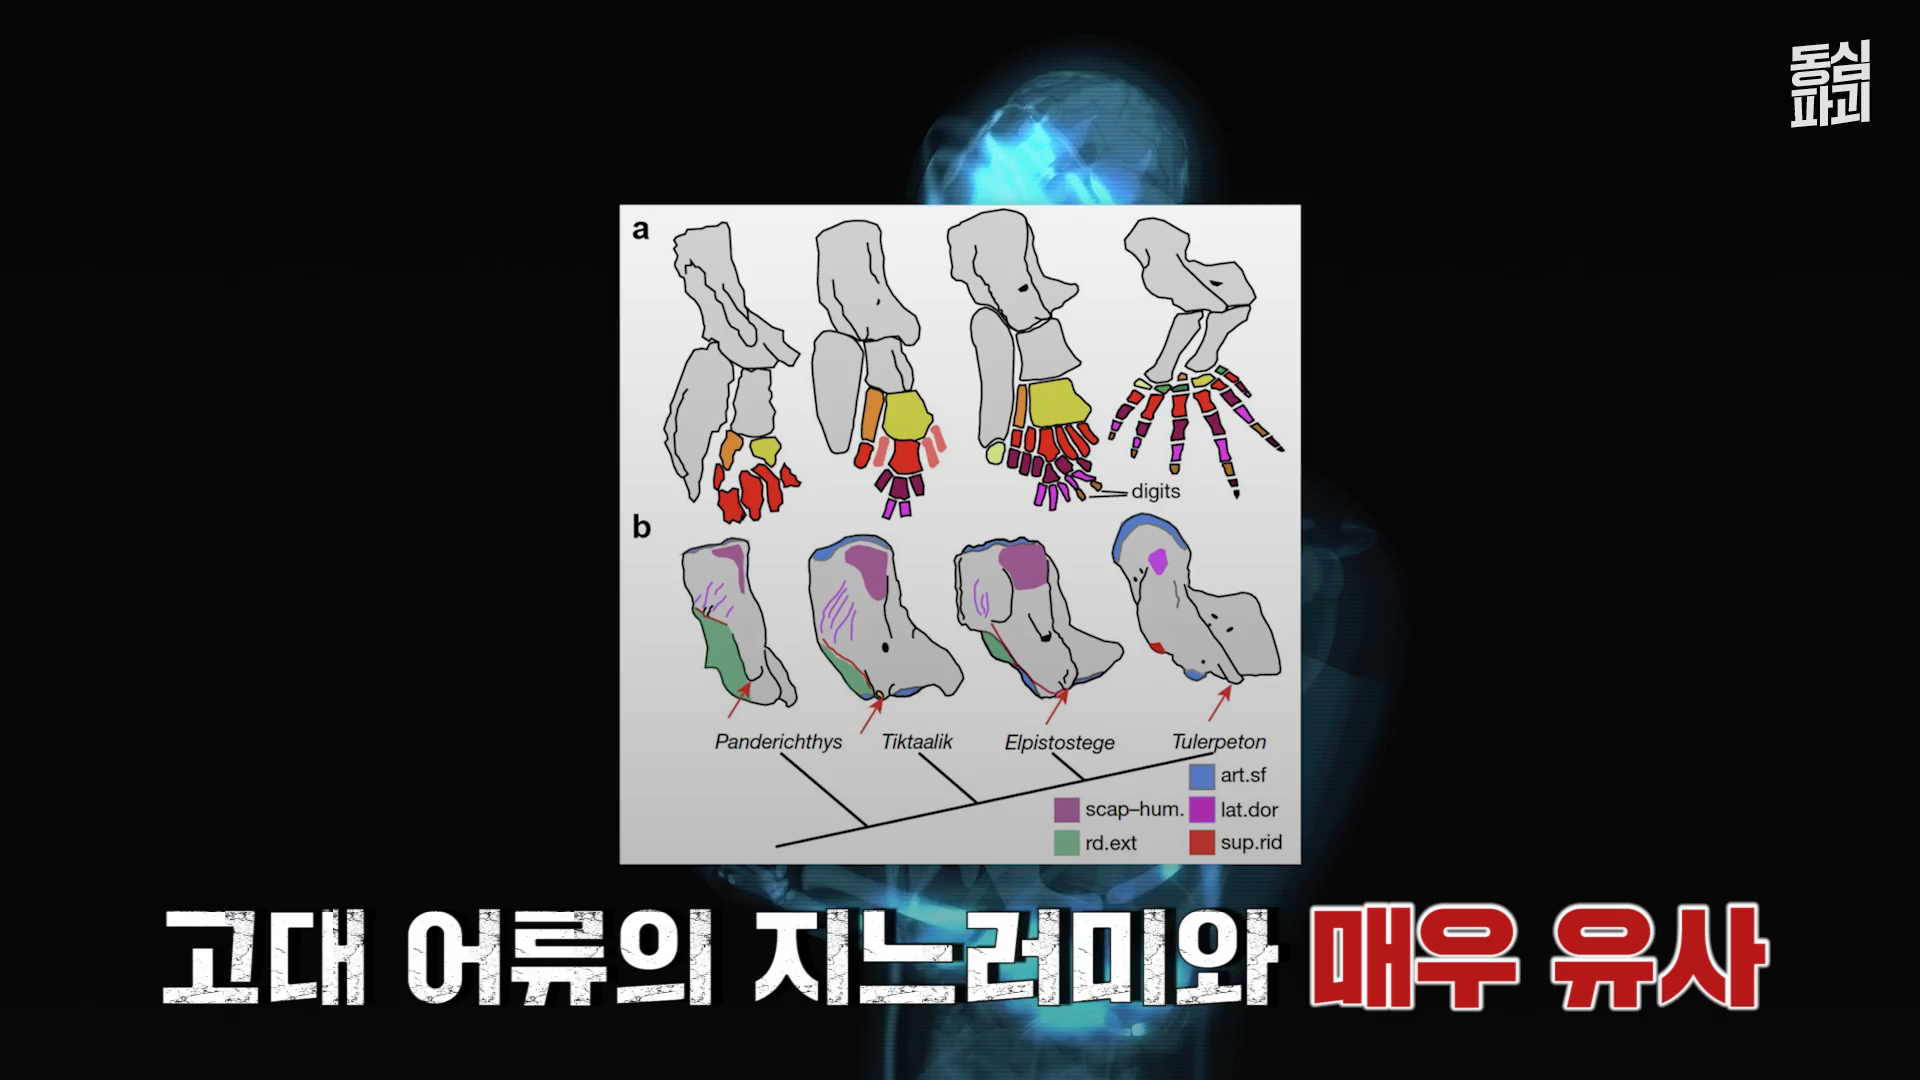 동심
파괴
a
digits
b
Panderichthys Tiktaalik Elpistostege Tulerpeton
art.sf
scap–hum. lat.dor
rd.ext sup.rid
고대 어류의 지느러미와 매우 유사